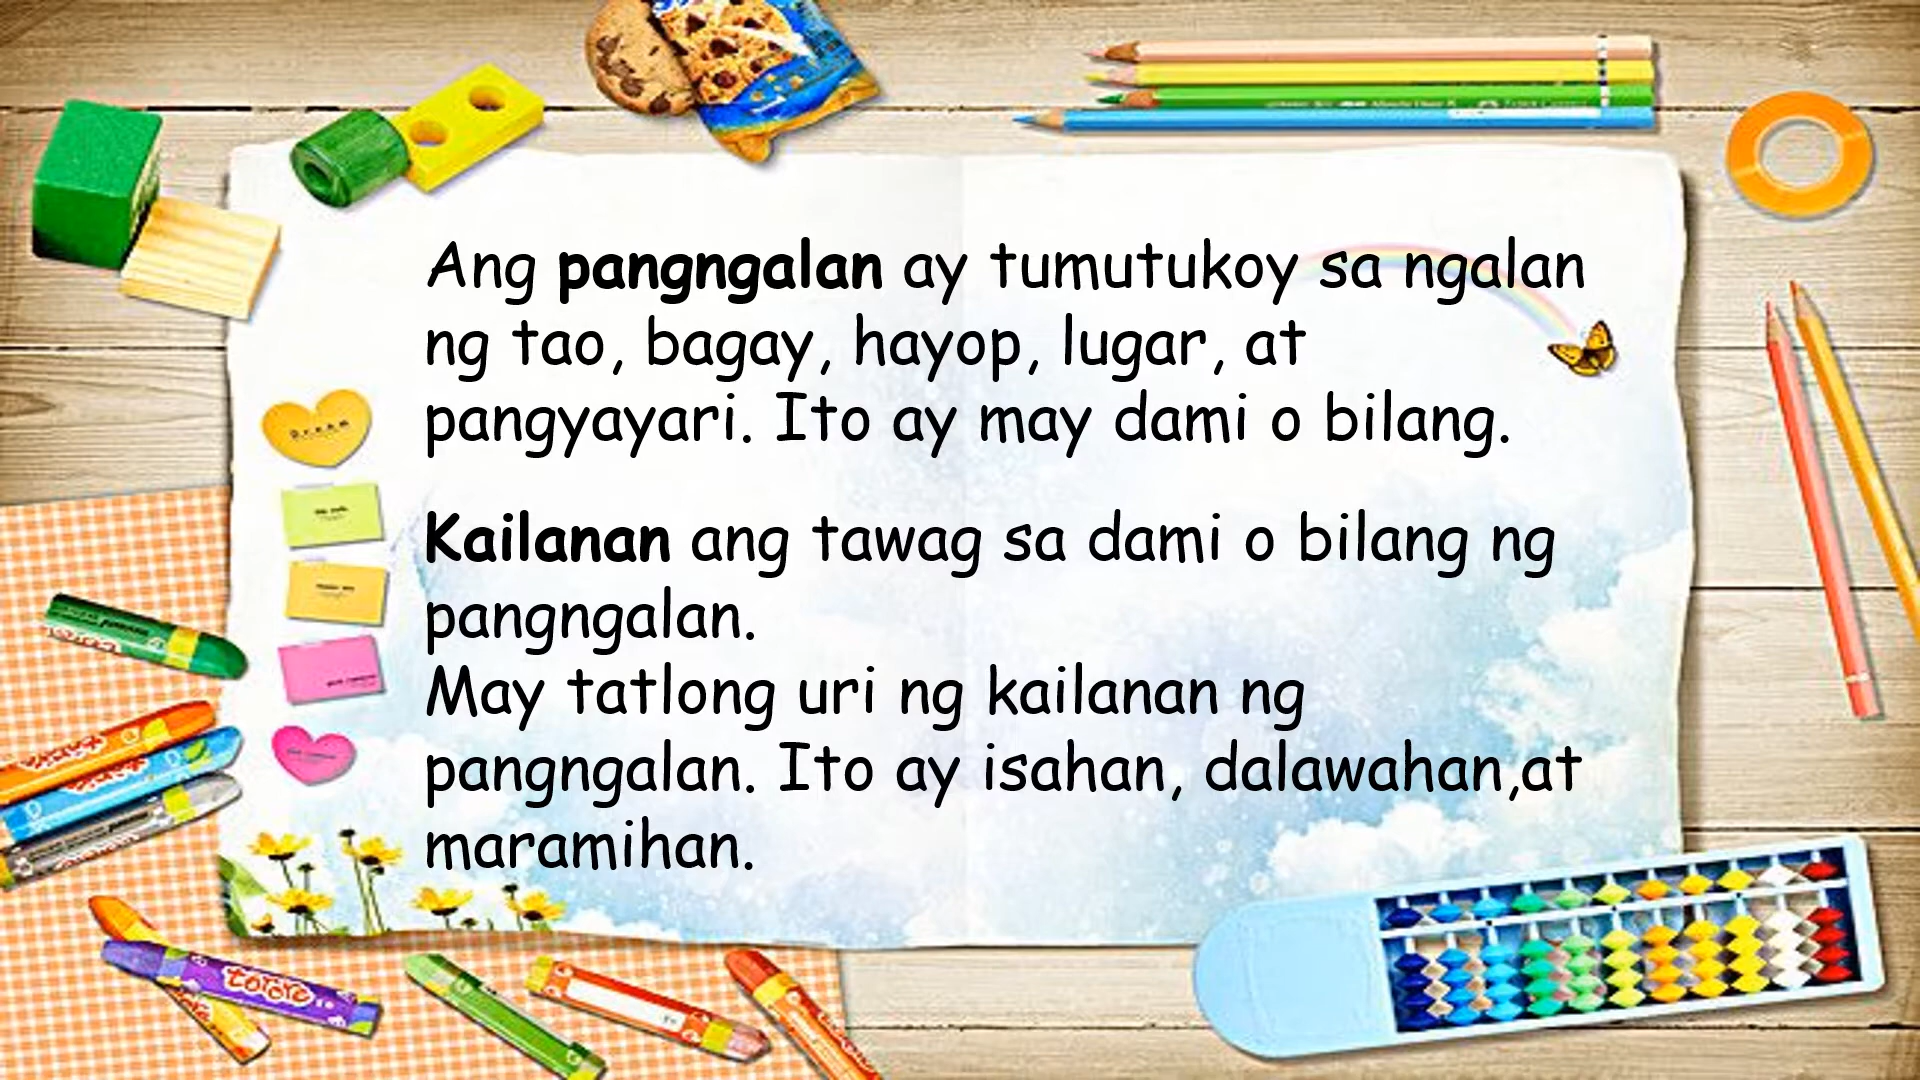 Ang pangngalan ay tumutukoy sa ngalan
ng tao, bagay, hayop, lugar, at
pangyayari. Ito ay may dami o bilang.
Kailanan ang tawag sa dami o bilang ng
pangngalan.
May tatlong uri ng kailanan ng
pangngalan. Ito ay isahan, dalawahan,at
maramihan.
Dream